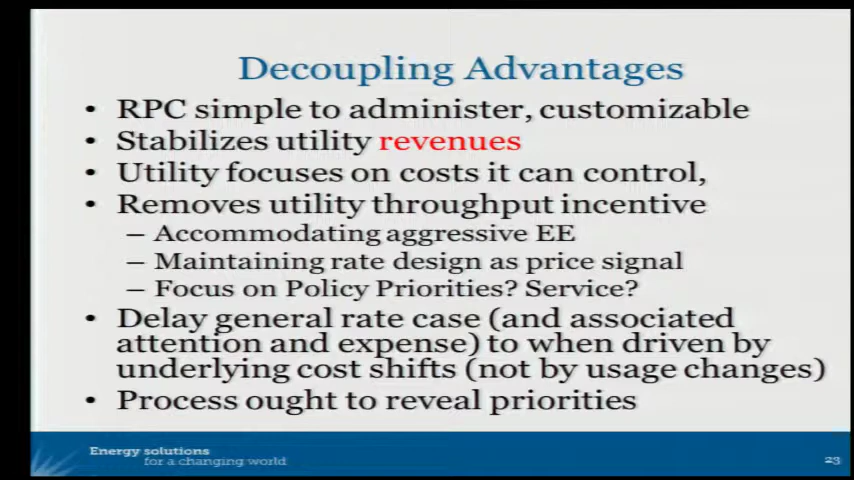 Decoupling Advantages
• RPC simple to administer, customizable
• Stabilizes utility revenues
• Utility focuses on costs it can control,
• Removes utility throughput incentive
– Accommodating aggressive EE
– Maintaining rate design as price signal
– Focus on Policy Priorities? Service?
• Delay general rate case (and associated
attention and expense) to when driven by
underlying cost shifts (not by usage changes)
• Process ought to reveal priorities
Energy solutions
for a changing world
23